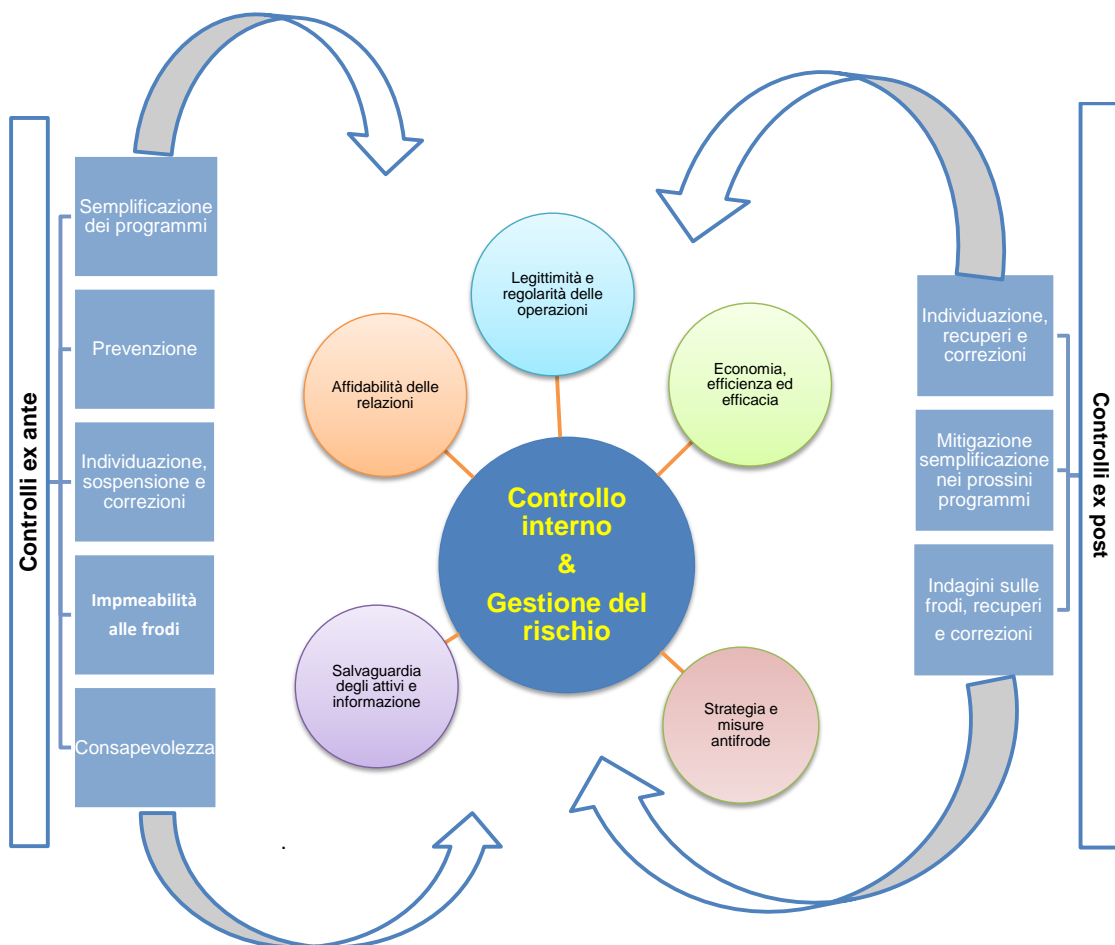 Controlli ex ante
Semplificazione
dei programmi
Prevenzione
Individuazione,
sospensione e
correzioni
Impmeabilità
alle frodi
Consapevolezza
Legittimità e
regolarità delle
operazioni
Affidabilità delle
relazioni
Economia,
efficienza ed
efficacia
Controllo
interno
&
Gestione del
rischio
Salvaguardia
degli attivi e
informazione
Strategia e
misure
antifrode
Individuazione,
recuperi e
correzioni
Mitigazione
semplificazione
nei prossini
programmi)
Indagini sulle
frodi, recuperi
e correzioni
Controlli ex post
.